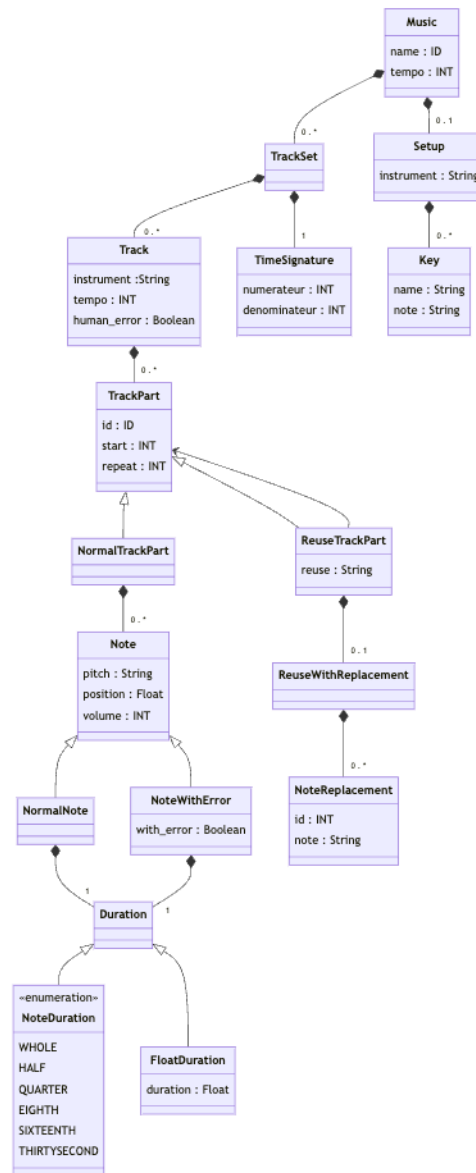 Music
name : ID
tempo : INT
0..*
0..1
TrackSet
Setup
instrument : String
0..*
1
0..*
Track
instrument :String
tempo : INT
human_error : Boolean
TimeSignature
numerateur : INT
denominateur : INT
Key
name : String
note : String
0..*
TrackPart
id : ID
start : INT
repeat : INT
NormalTrackPart
ReuseTrackPart
reuse : String
0..*
0..1
Note
pitch : String
position : Float
volume : INT
ReuseWithReplacement
0..*
NormalNote
NoteWithError
with_error : Boolean
NoteReplacement
id : INT
note : String
1
1
Duration
«enumeration»
NoteDuration
WHOLE
HALF
QUARTER
EIGHTH
SIXTEENTH
THIRTYSECOND
FloatDuration
duration : Float